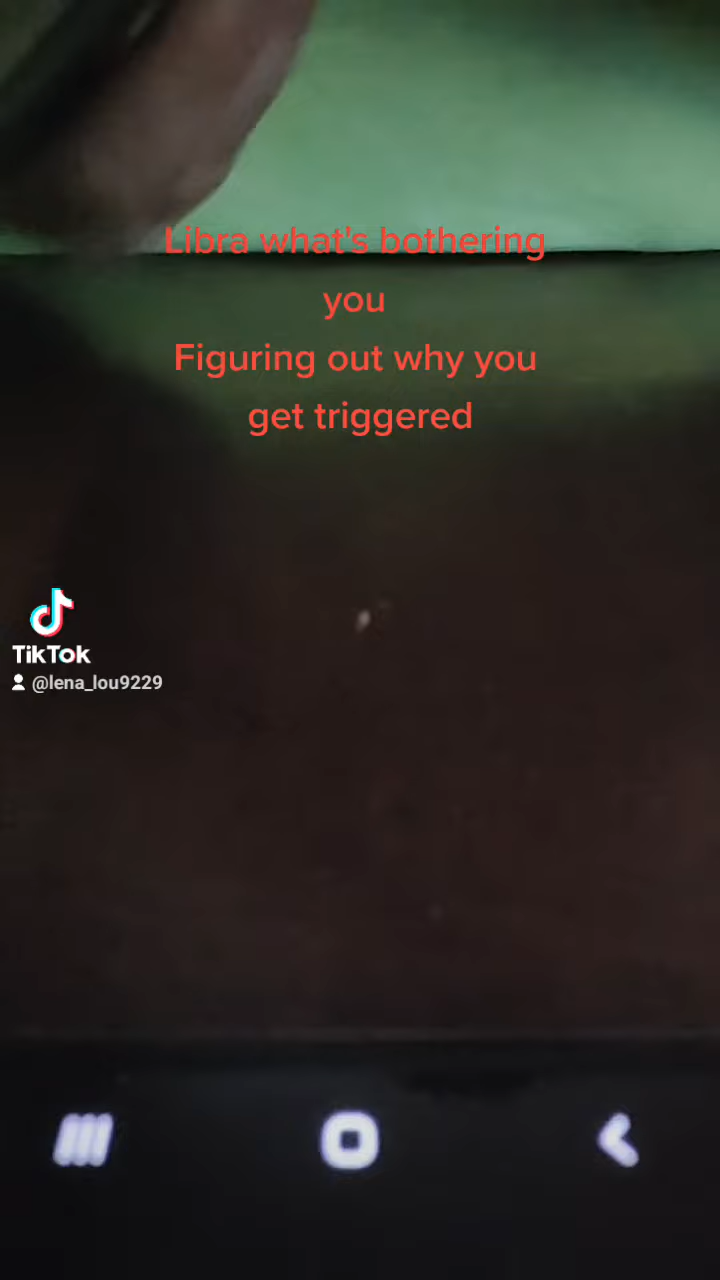 Libra what's bothering
you
Figuring out why you
get triggered
TikTok
@lena_lou9229